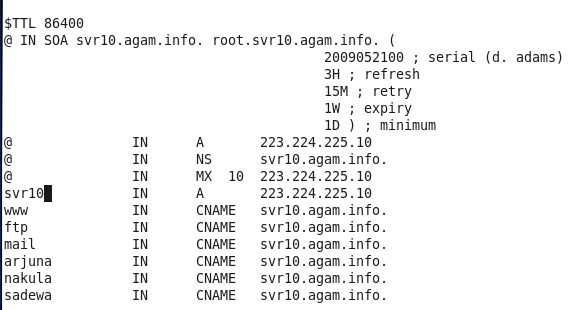 $TTL 86400
@ IN SOA svr10.agam.info. root.svr10.agam.info. (
2009052100 ; serial (d. adams)
3H ; refresh
15M ; retry
1W ; expiry
1D ) ; minimum
@ IN A 223.224.225.10
@ IN NS svr10.agam.info.
@ IN MX 10 223.224.225.10
svr10 IN A 223.224.225.10
www IN CNAME svr10.agam.info.
ftp IN CNAME svr10.agam.info.
mail IN CNAME svr10.agam.info.
arjuna IN CNAME svr10.agam.info.
nakula IN CNAME svr10.agam.info.
sadewa IN CNAME svr10.agam.info.